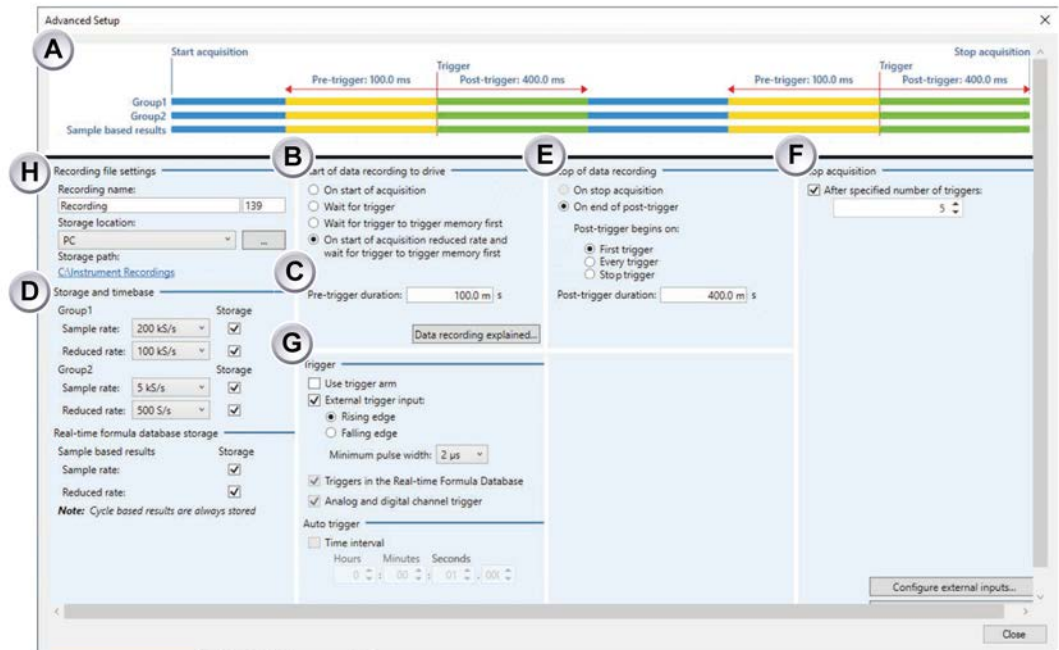 Advanced Setup
A
Start acquisition
Stop acquisition
Trigger
Trigger
Pre-trigger: 100.0 ms
Post-trigger: 400.0 ms
Pre-trigger: 100.0 ms
Post-trigger: 400.0 ms
Group1
Group2
Sample based results
H
Recording file settings
Recording name:
Recording
139
Storage location:
PC
...
Storage path:
C:\Instrument Recordings
D
Storage and timebase
Group1
Storage
Sample rate:
200 kS/s
Reduced rate:
100 kS/s
Group2
Storage
Sample rate:
5 kS/s
Reduced rate:
500 S/s
Real-time formula database storage
Sample based results
Storage
Sample rate:
Reduced rate:
Note: Cycle based results are always stored
B
tart of data recording to drive
On start of acquisition
Wait for trigger
Wait for trigger to trigger memory first
On start of acquisition reduced rate and
wait for trigger to trigger memory first
C
Pre-trigger duration:
100.0 m
s
Data recording explained...
G
Trigger
Use trigger arm
External trigger input:
Rising edge
Falling edge
Minimum pulse width:
2 µs
Triggers in the Real-time Formula Database
Analog and digital channel trigger
Auto trigger
Time interval
Hours
Minutes
Seconds
0
:
00
:
01
.
E
top of data recording
On stop acquisition
On end of post-trigger
Post-trigger begins on:
First trigger
Every trigger
Stop trigger
Post-trigger duration:
400.0 m
s
F
top acquisition
After specified number of triggers:
5
Configure external inputs...
Close